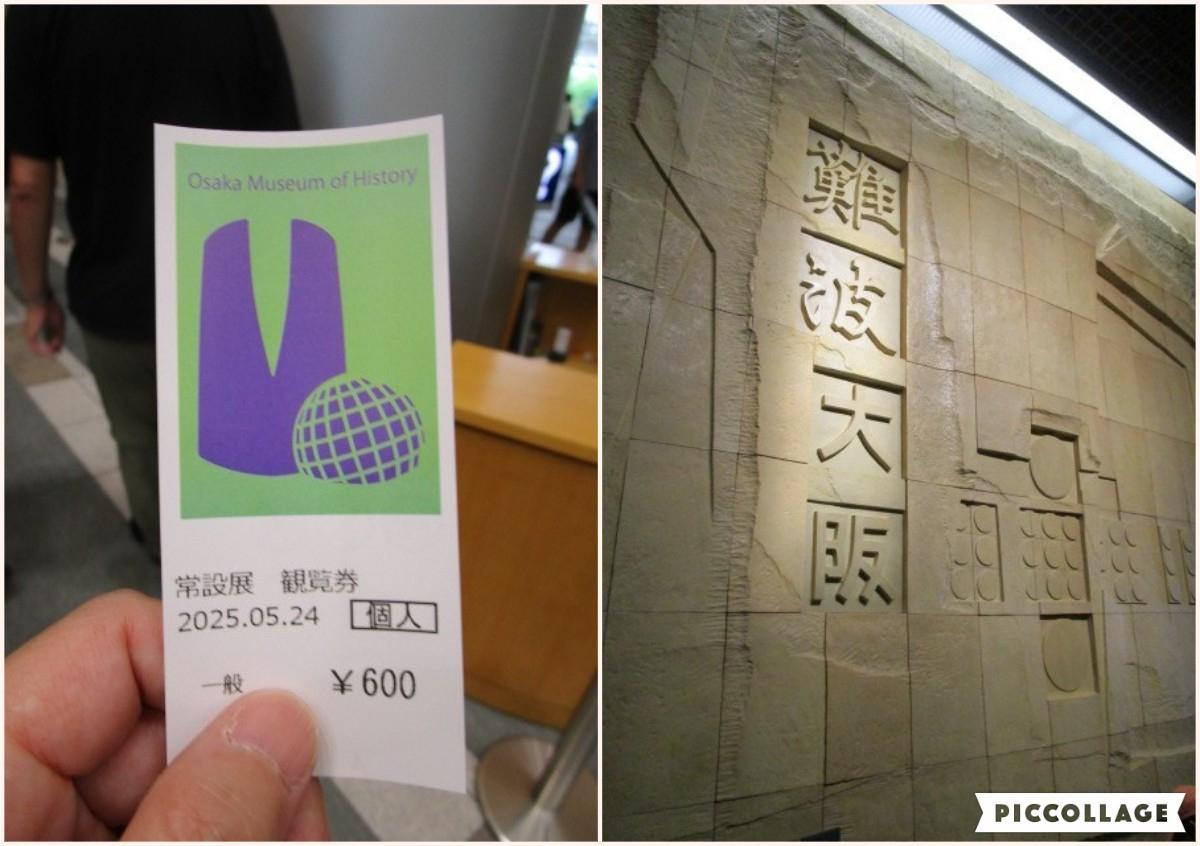 Osaka Museum of History
常設展 観覧券
2025.05.24 個人
一般 ￥600
難波大阪
PICCOLLAGE